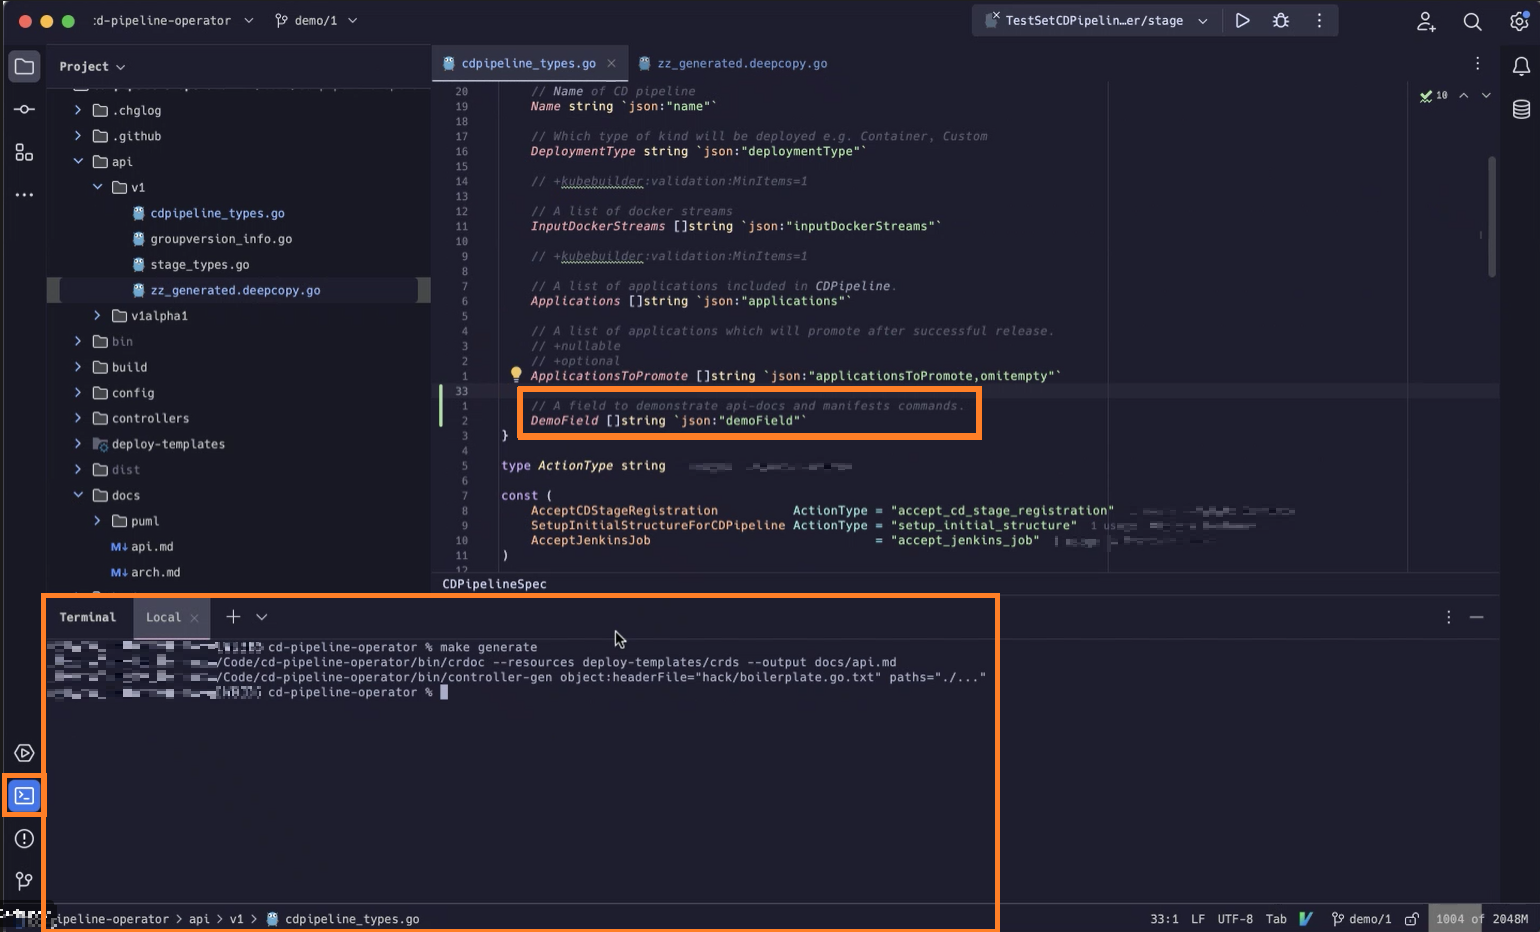 :d-pipeline-operator demo/1 TestSetCDPipelin…er/stage
Project
cdpipeline_types.go zz_generated.deepcopy.go
.chglog
.github
api
v1
cdpipeline_types.go
groupversion_info.go
stage_types.go
zz_generated.deepcopy.go
v1alpha1
bin
build
config
controllers
deploy-templates
dist
docs
puml
M↓ api.md
M↓ arch.md
10
20 // Name of CD pipeline
19 Name string `json:"name"`
18
17 // Which type of kind will be deployed e.g. Container, Custom
16 DeploymentType string `json:"deploymentType"`
15
14 // +kubebuilder:validation:MinItems=1
13
12 // A list of docker streams
11 InputDockerStreams []string `json:"inputDockerStreams"`
10
9 // +kubebuilder:validation:MinItems=1
8
7 // A list of applications included in CDPipeline.
6 Applications []string `json:"applications"`
5
4 // A list of applications which will promote after successful release.
3 // +nullable
2 // +optional
1 ApplicationsToPromote []string `json:"applicationsToPromote,omitempty"`
33
1 // A field to demonstrate api-docs and manifests commands.
2 DemoField []string `json:"demoField"`
3 }
4
5 type ActionType string
6
7 const (
8 AcceptCDStageRegistration ActionType = "accept_cd_stage_registration"
9 SetupInitialStructureForCDPipeline ActionType = "setup_initial_structure" 1
10 AcceptJenkinsJob = "accept_jenkins_job"
11 )
12
CDPipelineSpec
Terminal Local
cd-pipeline-operator % make generate
/Code/cd-pipeline-operator/bin/crdoc --resources deploy-templates/crds --output docs/api.md
/Code/cd-pipeline-operator/bin/controller-gen object:headerFile="hack/boilerplate.go.txt" paths="./..."
cd-pipeline-operator %
ipeline-operator > api > v1 > cdpipeline_types.go 33:1 LF UTF-8 Tab demo/1 1004 of 2048M